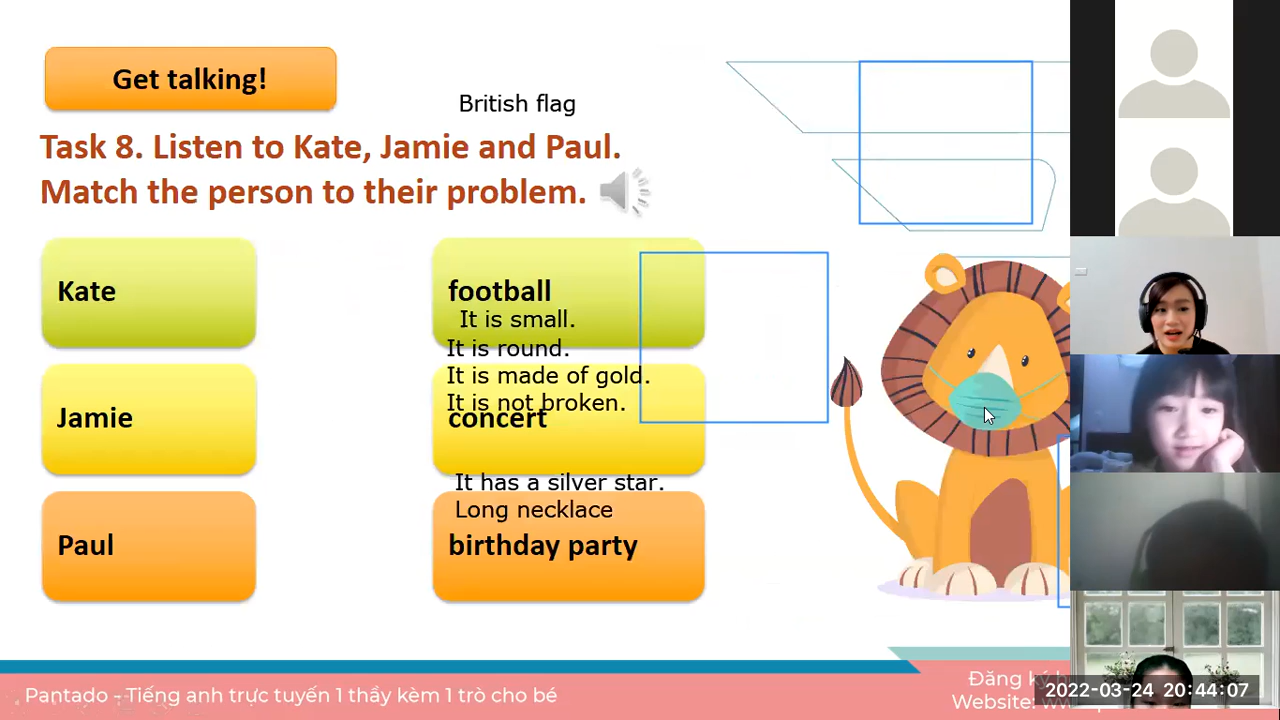 Get talking!
British flag
Task 8. Listen to Kate, Jamie and Paul.
Match the person to their problem.
Kate
football
It is small.
It is round.
It is made of gold.
It is not broken.
Jamie
concert
It has a silver star.
Long necklace
Paul
birthday party
Pantado - Tiếng anh trực tuyến 1 thầy kèm 1 trò cho bé
Đăng ký
Website:
2022-03-24 20:44:07